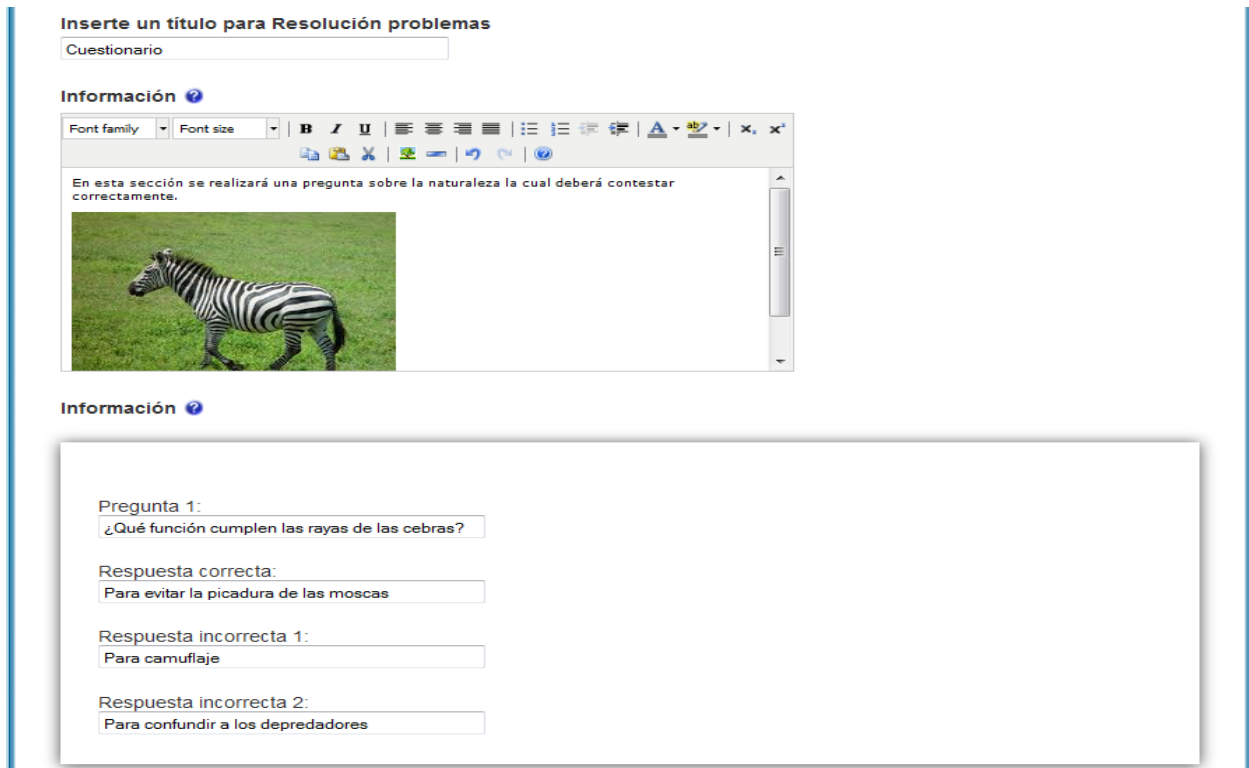 Inserte un título para Resolución problemas
Cuestionario
Información
Font family Font size B I U A ab x, x²
En esta sección se realizará una pregunta sobre la naturaleza la cual deberá contestar
correctamente.
Información
Pregunta 1:
¿Qué función cumplen las rayas de las cebras?
Respuesta correcta:
Para evitar la picadura de las moscas
Respuesta incorrecta 1:
Para camuflaje
Respuesta incorrecta 2:
Para confundir a los depredadores